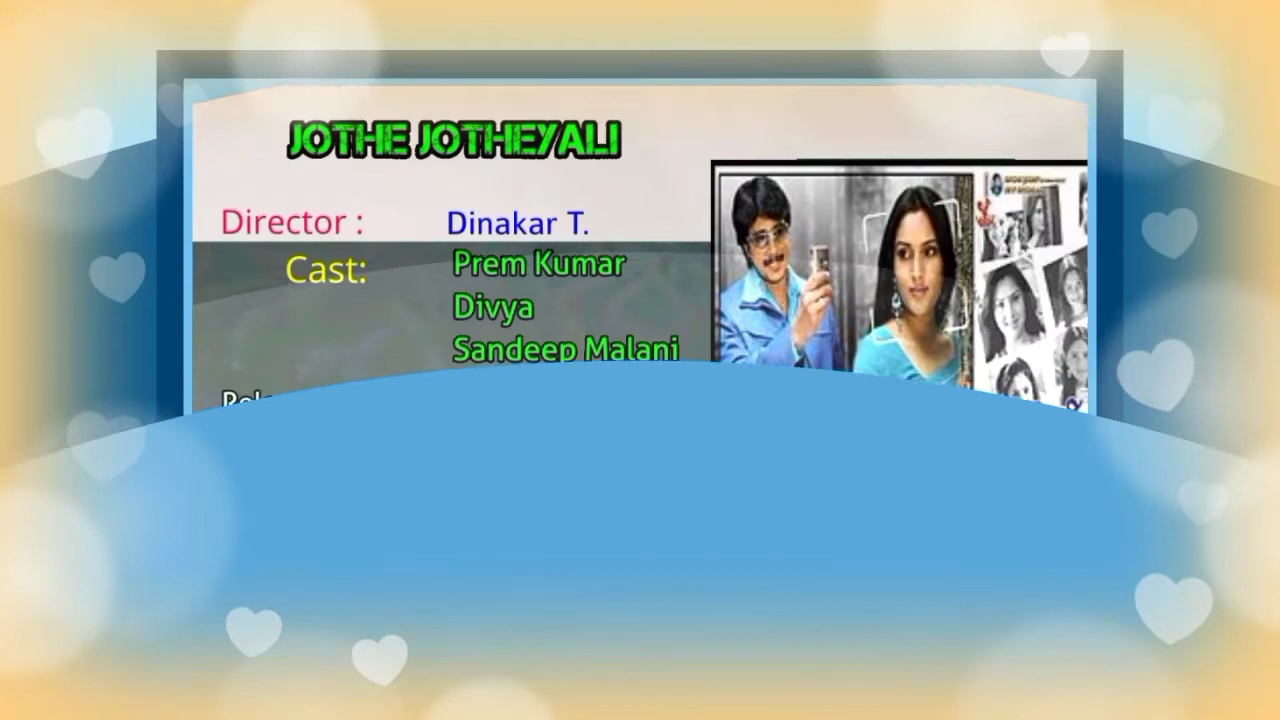 JOTHE JOTHEYALI
Director : Dinakar T.
Cast: Prem Kumar
Divya
Sandeep Malani